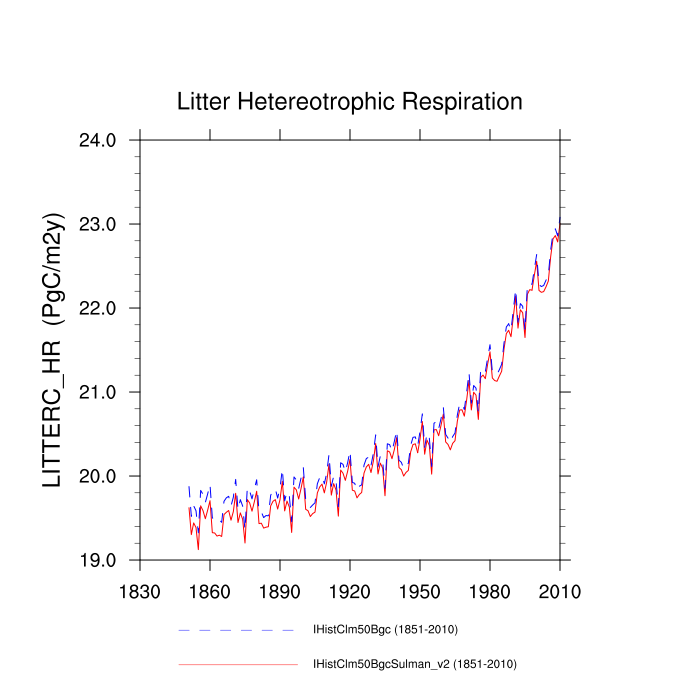 Litter Hetereotrophic Respiration
LITTERC_HR (PgC/m2y)
24.0
23.0
22.0
21.0
20.0
19.0
1830 1860 1890 1920 1950 1980 2010
IHistClm50Bgc (1851-2010)
IHistClm50BgcSulman_v2 (1851-2010)